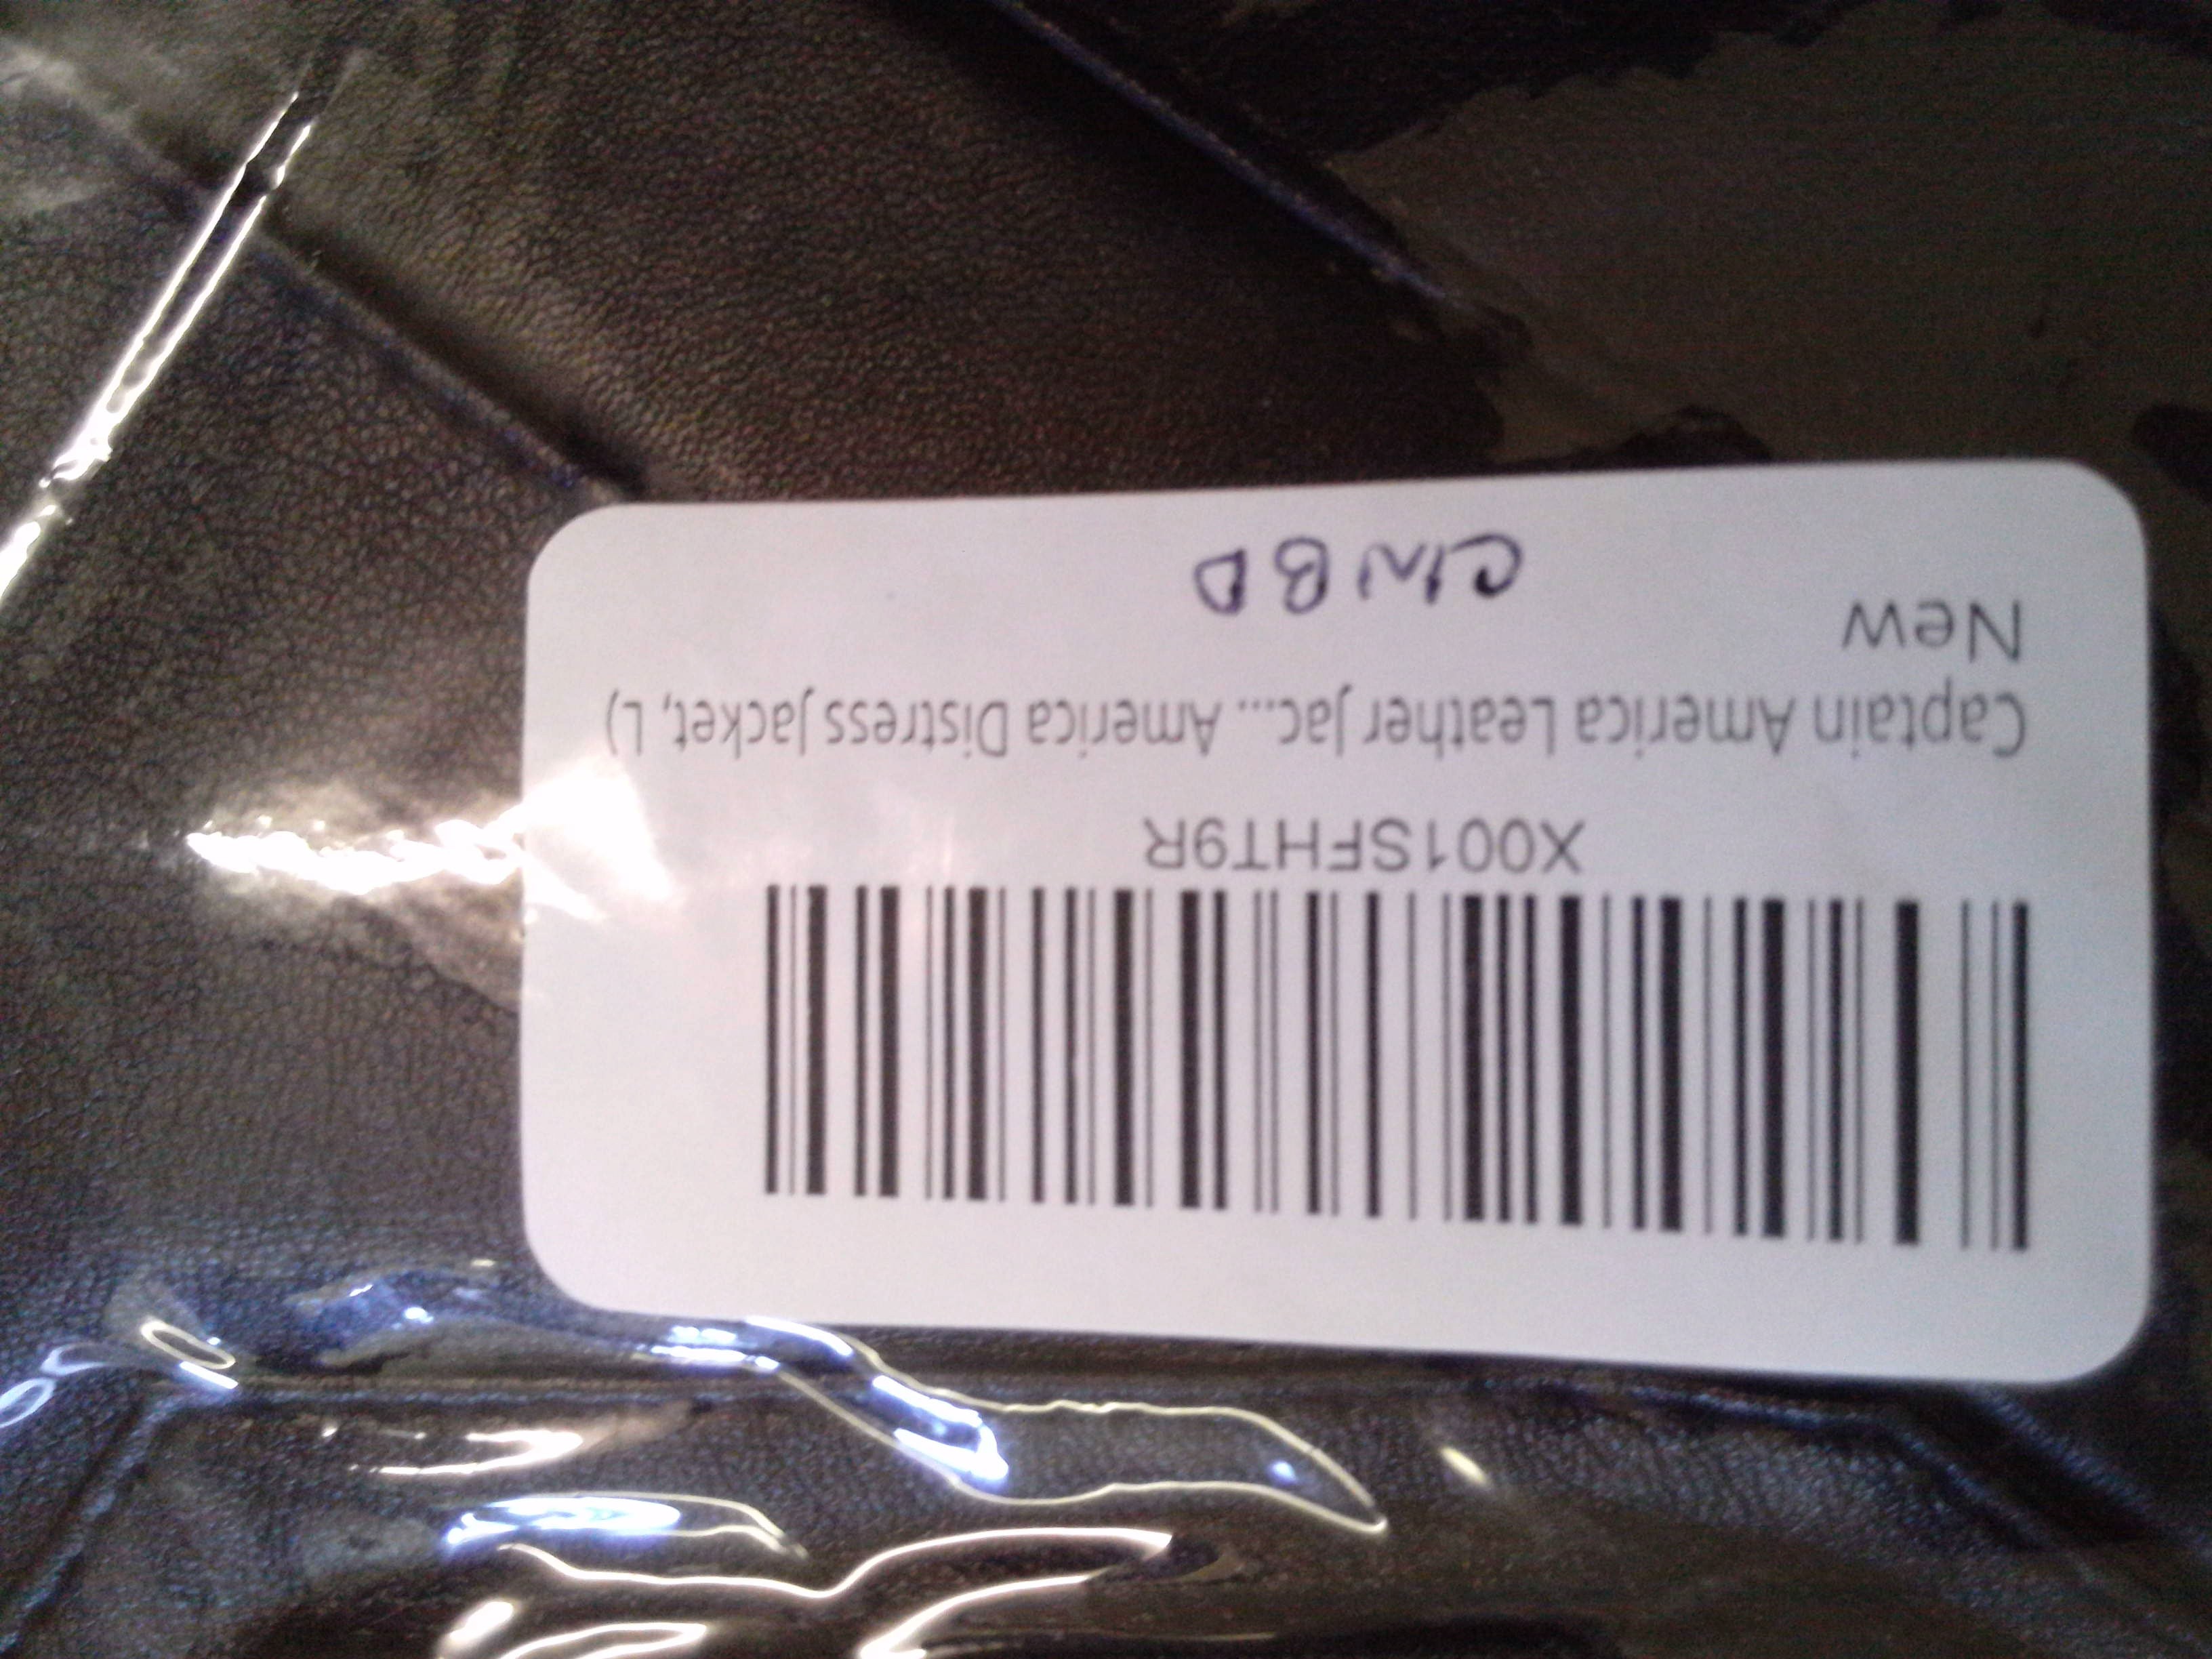 X001SFHT9R
Captain America Leather jac... America Distress Jacket, L)
New